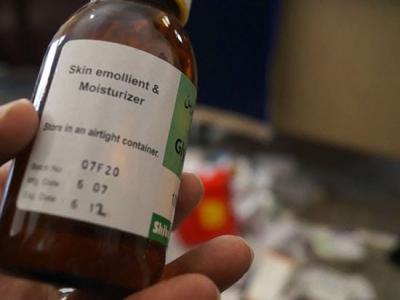 Skin emollient &
Moisturizer
Store in an airtight container.
Batch No 07F20
Mfg. Date 6 07
Exp. Date 6 12